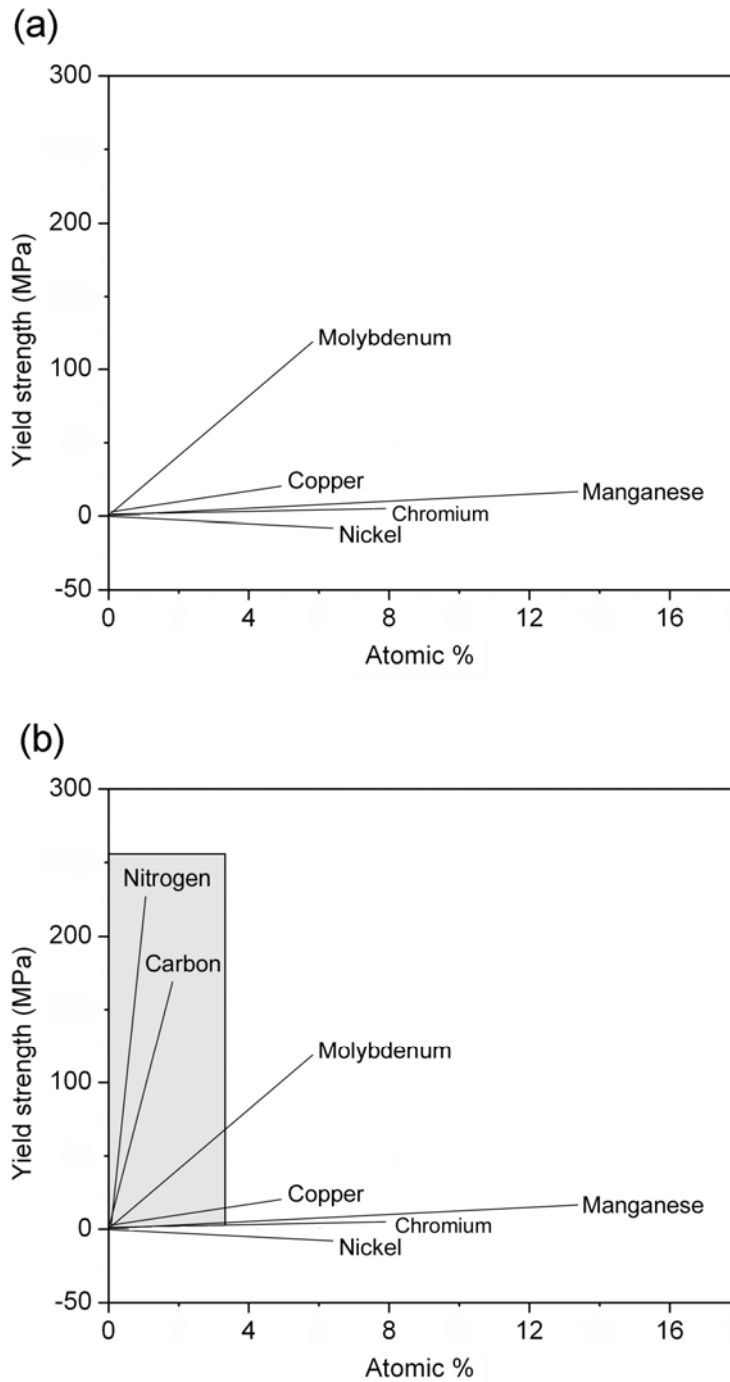 (a)
300
200
100
0
-50
Yield strength (MPa)
Molybdenum
Copper
Manganese
Chromium
Nickel
0 4 8 12 16
Atomic %
(b)
300
200
100
0
-50
Yield strength (MPa)
Nitrogen
Carbon
Molybdenum
Copper
Manganese
Chromium
Nickel
0 4 8 12 16
Atomic %